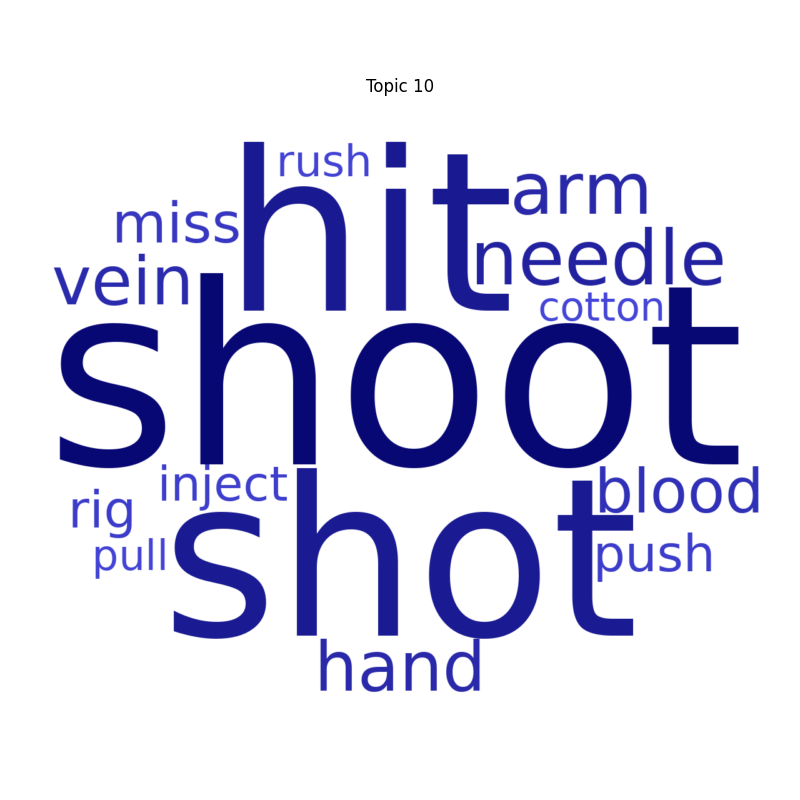 Topic 10
rush
hit
arm
miss
needle
vein
cotton
shoot
inject
blood
rig
shot
pull
push
hand